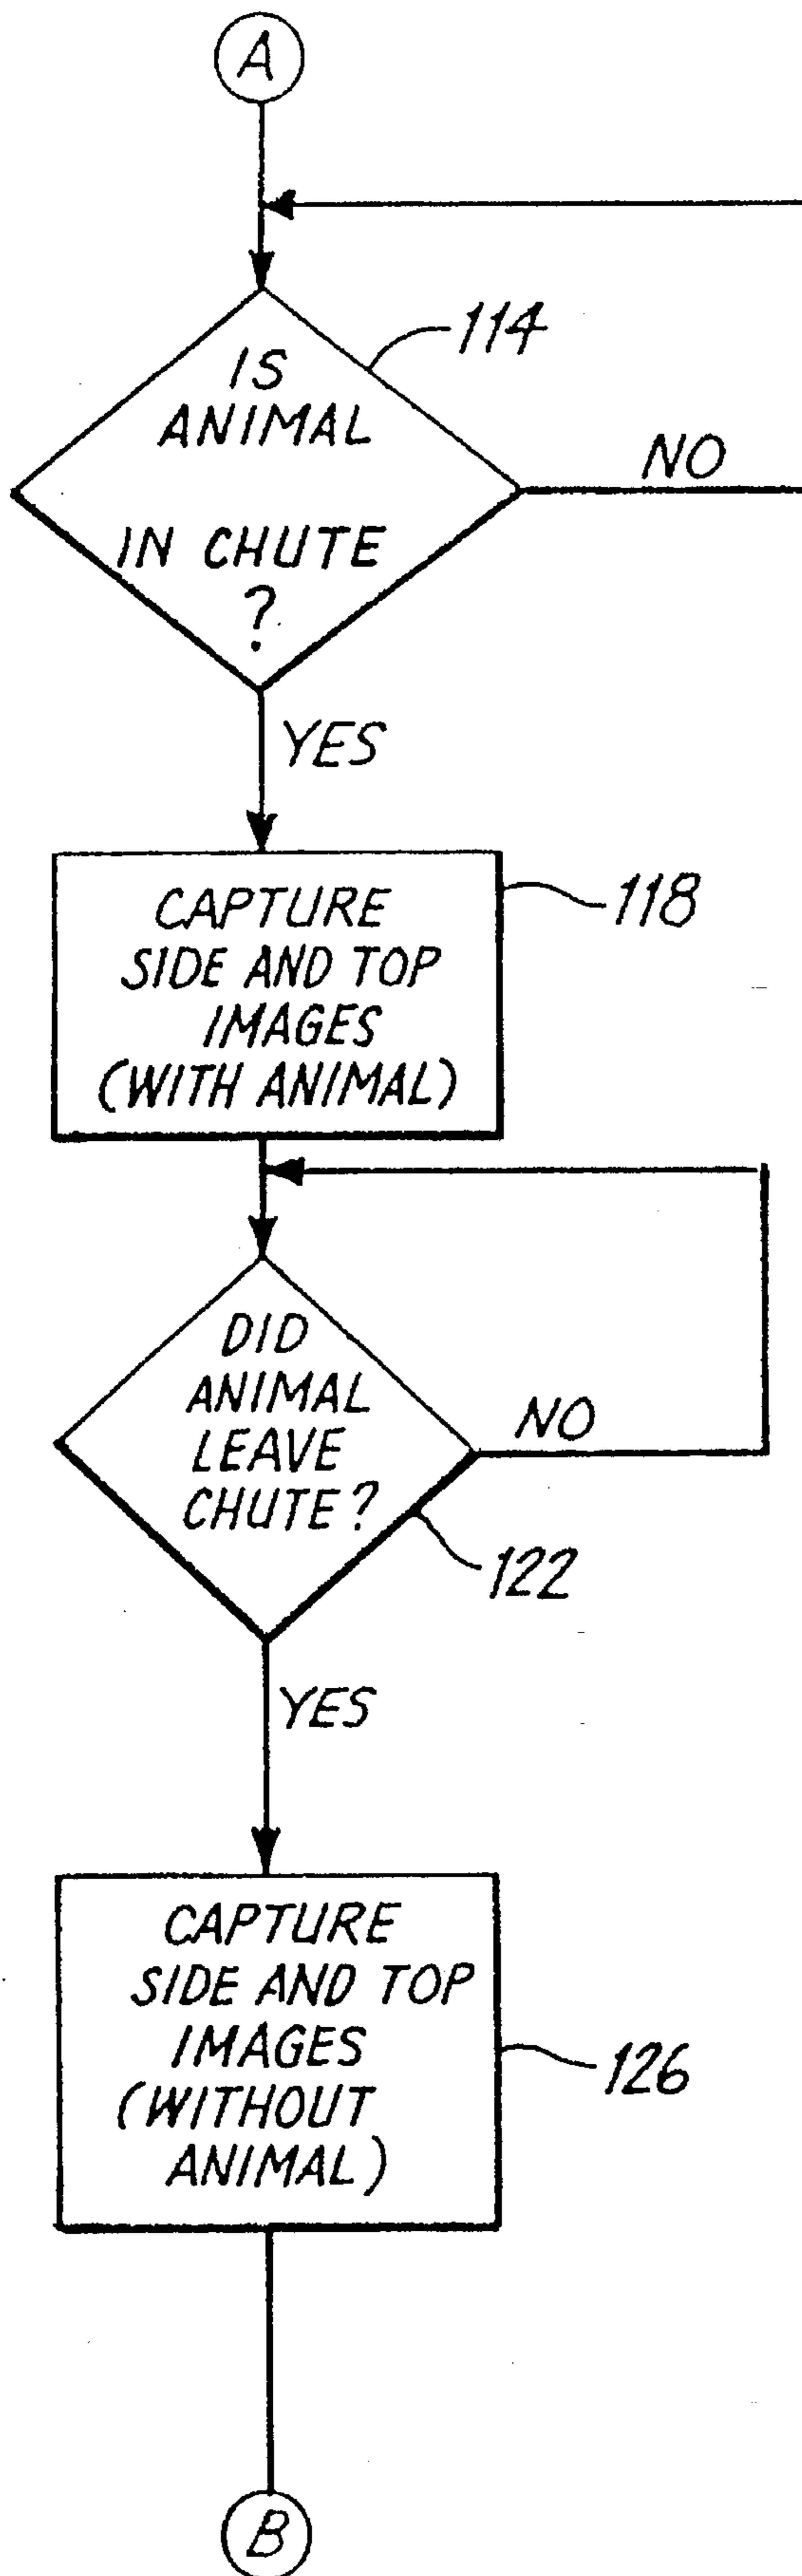 A
114
IS
ANIMAL
IN CHUTE
?
NO
YES
118
CAPTURE
SIDE AND TOP
IMAGES
(WITH ANIMAL)
DID
ANIMAL
LEAVE
CHUTE?
NO
122
YES
CAPTURE
SIDE AND TOP
IMAGES
(WITHOUT
ANIMAL)
126
B